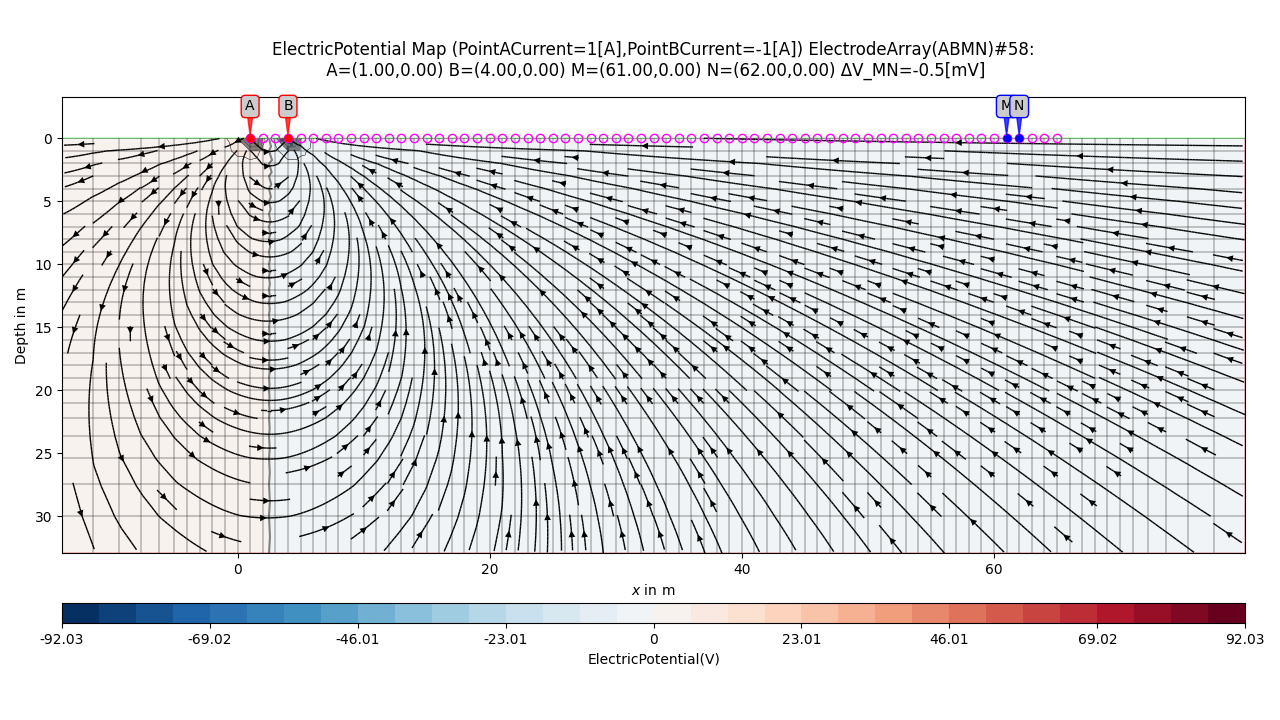 ElectricPotential Map (PointACurrent=1[A],PointBCurrent=-1[A]) ElectrodeArray(ABMN)#58:
A=(1.00,0.00) B=(4.00,0.00) M=(61.00,0.00) N=(62.00,0.00) ΔV_MN=-0.5[mV]
A B M N
0
5
10
15
20
25
30
Depth in m
0 20 40 60
x in m
-92.03 -69.02 -46.01 -23.01 0 23.01 46.01 69.02 92.03
ElectricPotential(V)